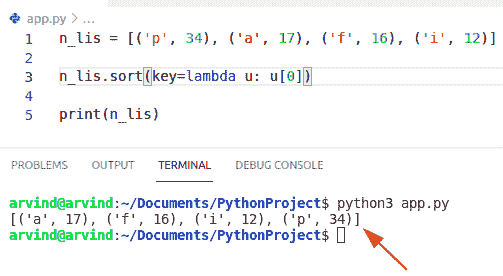 app.py > ...
1 n_lis = [('p', 34), ('a', 17), ('f', 16), ('i', 12)]
2
3 n_lis.sort(key=lambda u: u[0])
4
5 print(n_lis)
PROBLEMS OUTPUT TERMINAL DEBUG CONSOLE
arvind@arvind:~/Documents/PythonProject$ python3 app.py
[('a', 17), ('f', 16), ('i', 12), ('p', 34)]
arvind@arvind:~/Documents/PythonProject$